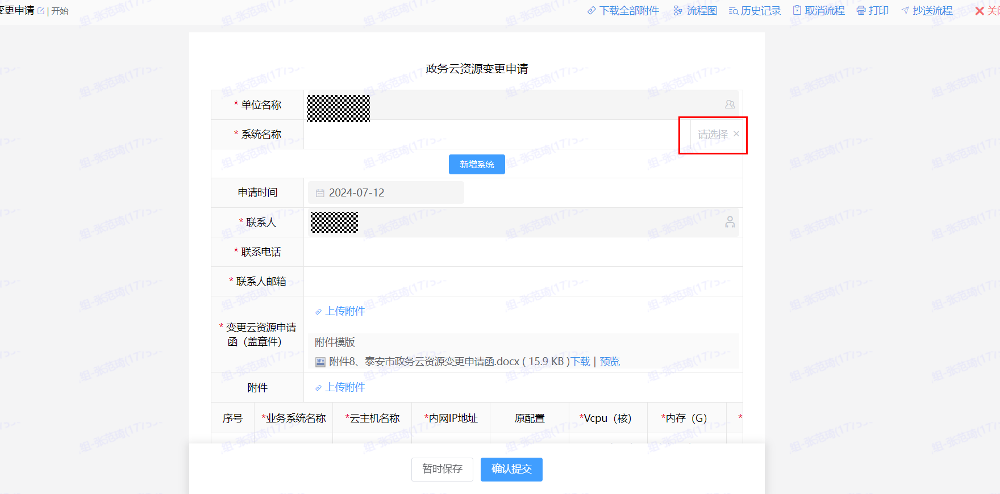 变更申请 | 开始
下载全部附件 流程图 历史记录 取消流程 打印 抄送流程 关
政务云资源变更申请
* 单位名称
* 系统名称 请选择 ×
新增系统
申请时间 2024-07-12
* 联系人
* 联系电话
* 联系人邮箱
上传附件
* 变更云资源申请
函（盖章件）
附件模版
附件8、泰安市政务云资源变更申请函.docx ( 15.9 KB )下载 | 预览
附件 上传附件
序号 *业务系统名称 *云主机名称 *内网IP地址 原配置 *Vcpu（核） *内存（G） *
暂时保存 确认提交
组-张范琦(1775